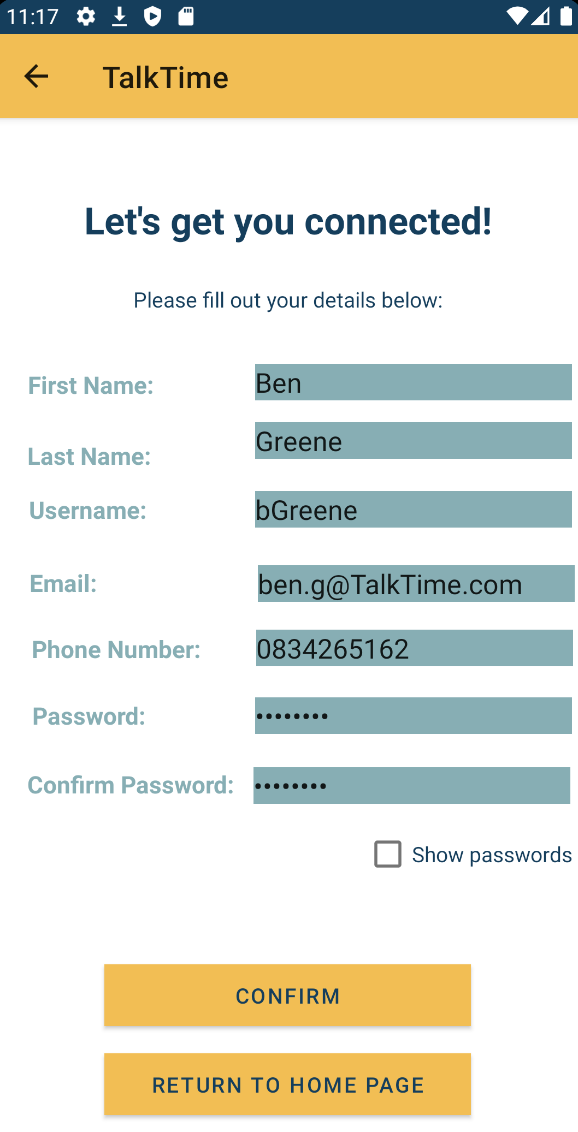 11:17
TalkTime
Let's get you connected!
Please fill out your details below:
First Name: Ben
Last Name: Greene
Username: bGreene
Email: ben.g@TalkTime.com
Phone Number: 0834265162
Password: ••••••••
Confirm Password: ••••••••
Show passwords
CONFIRM
RETURN TO HOME PAGE